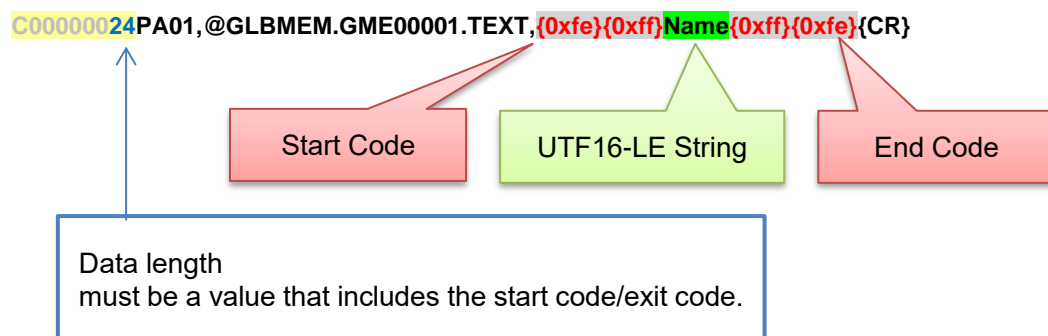 C00000024PA01,@GLBMEM.GME00001.TEXT,{0xfe}{0xff}Name{0xff}{0xfe}{CR}
Start Code
UTF16-LE String
End Code
Data length
must be a value that includes the start code/exit code.